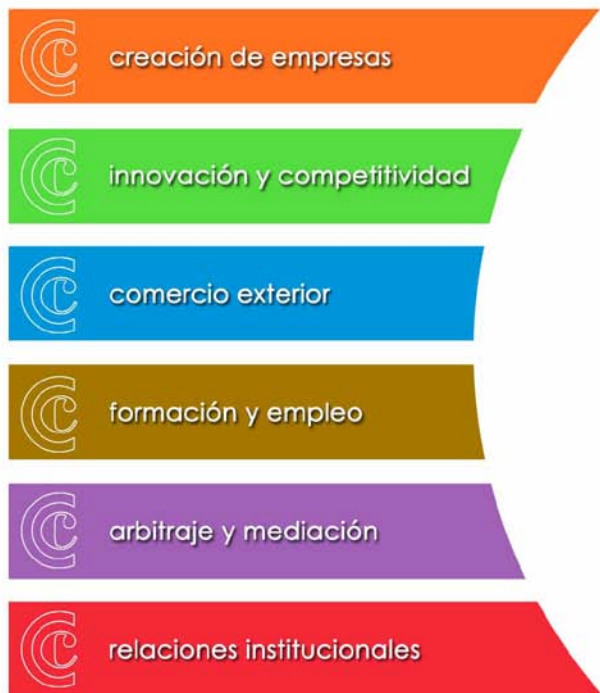 creación de empresas
innovación y competitividad
comercio exterior
formación y empleo
arbitraje y mediación
relaciones institucionales